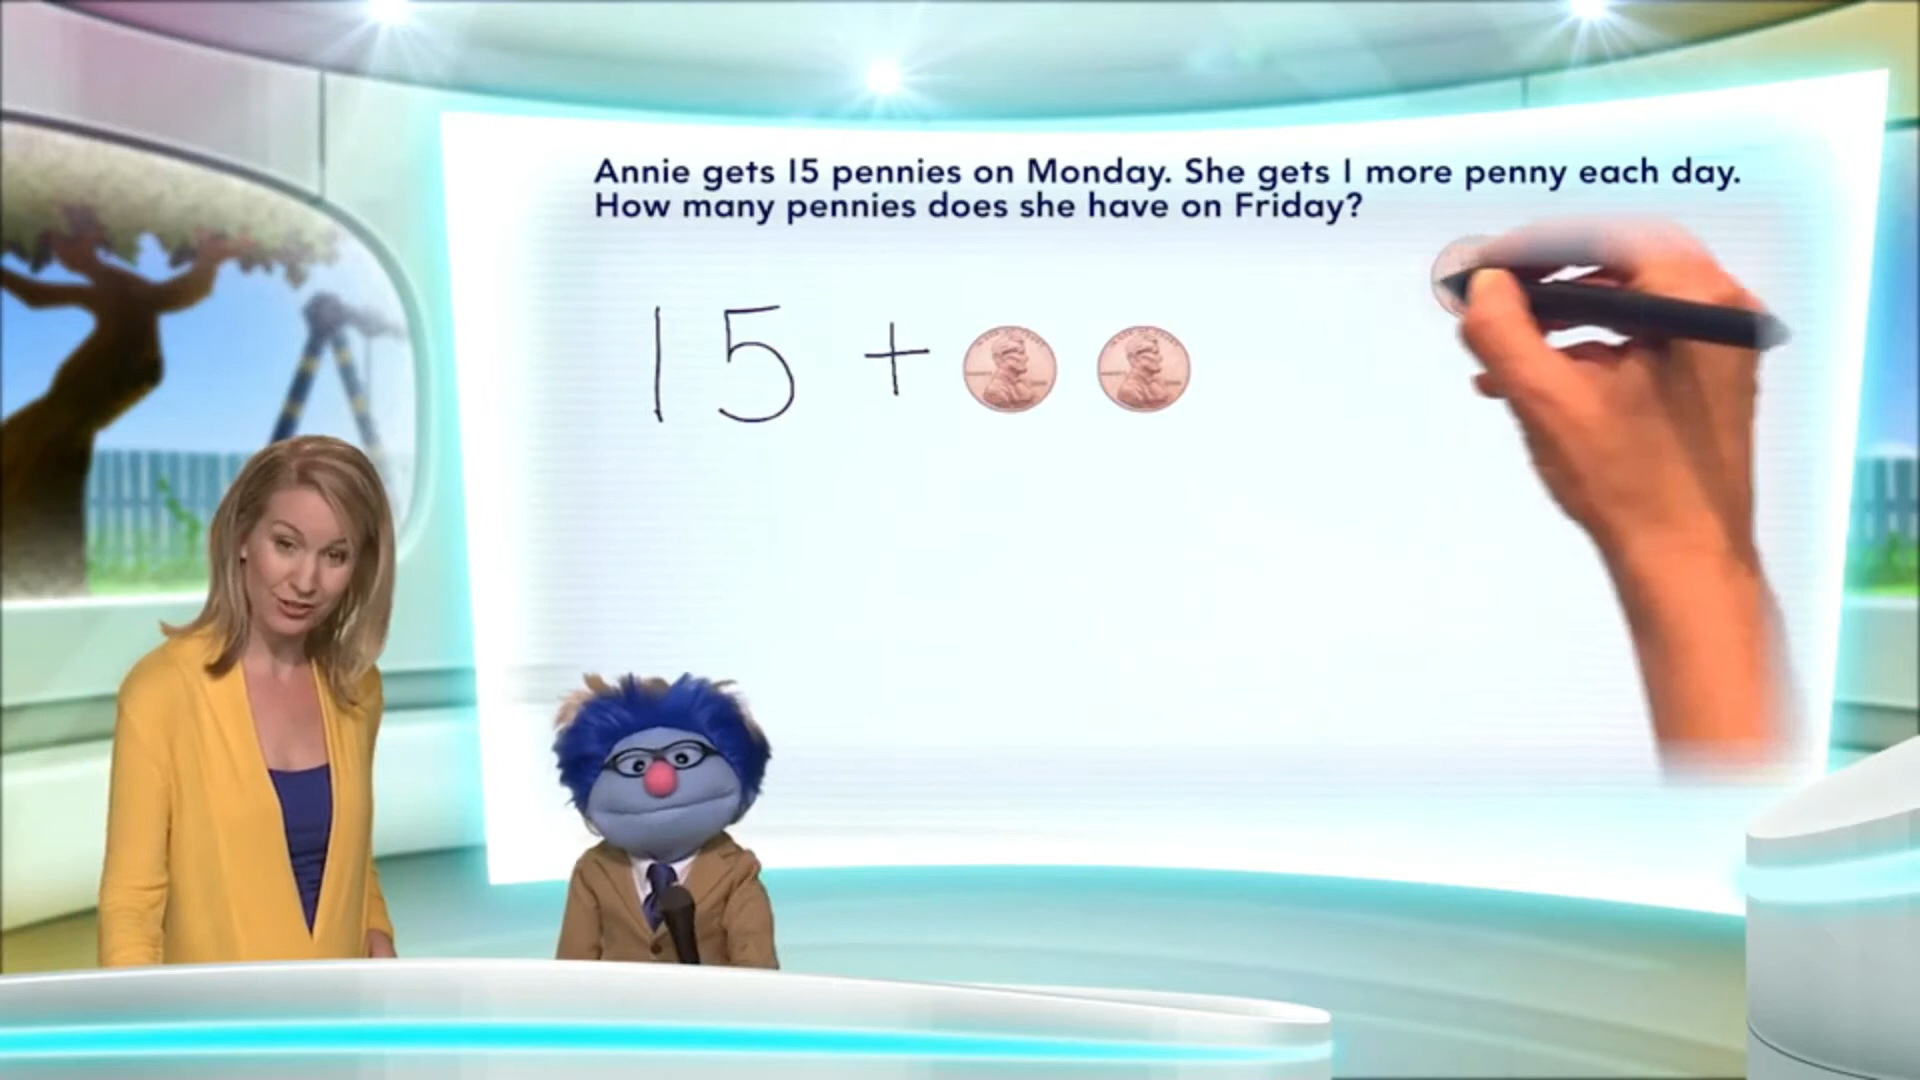 Annie gets 15 pennies on Monday. She gets 1 more penny each day.
How many pennies does she have on Friday?
15 +